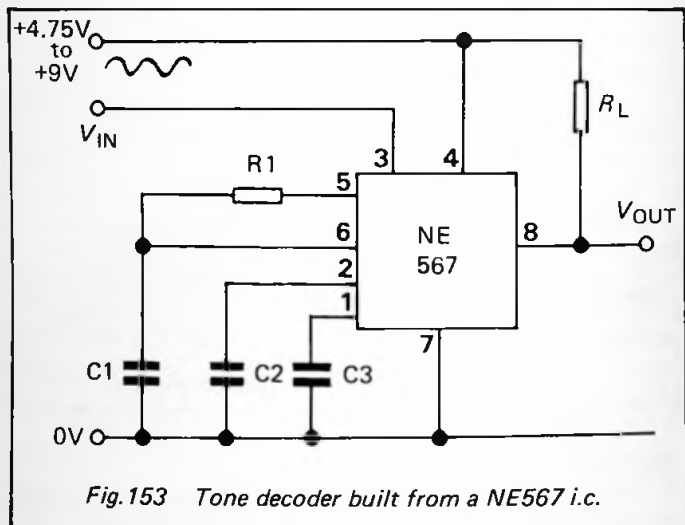 +4.75V
to
+9V
VIN
R1
5
6
2
1
3
4
NE
567
8
7
RL
VOUT
C1
C2
C3
0V
Fig.153 Tone decoder built from a NE567 i.c.